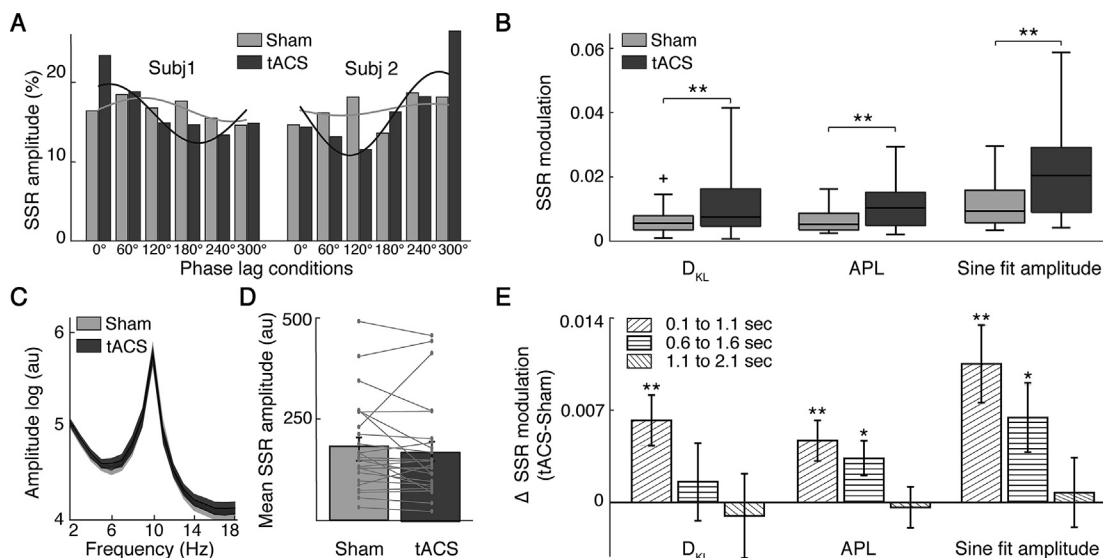 A
SSR amplitude (%)
20
10
0
Sham
tACS
Subj1
Subj 2
0° 60° 120° 180° 240° 300°
0° 60° 120° 180° 240° 300°
Phase lag conditions
B
SSR modulation
0.06
0.04
0.02
0
Sham
tACS
**
**
**
+
D_KL
APL
Sine fit amplitude
C
Amplitude log (au)
6
5
4
Sham
tACS
2 6 10 14 18
Frequency (Hz)
D
Mean SSR amplitude (au)
500
250
Sham
tACS
E
Δ SSR modulation
(tACS-Sham)
0.014
0.007
0
0.1 to 1.1 sec
0.6 to 1.6 sec
1.1 to 2.1 sec
**
**
*
**
*
D_KL
APL
Sine fit amplitude